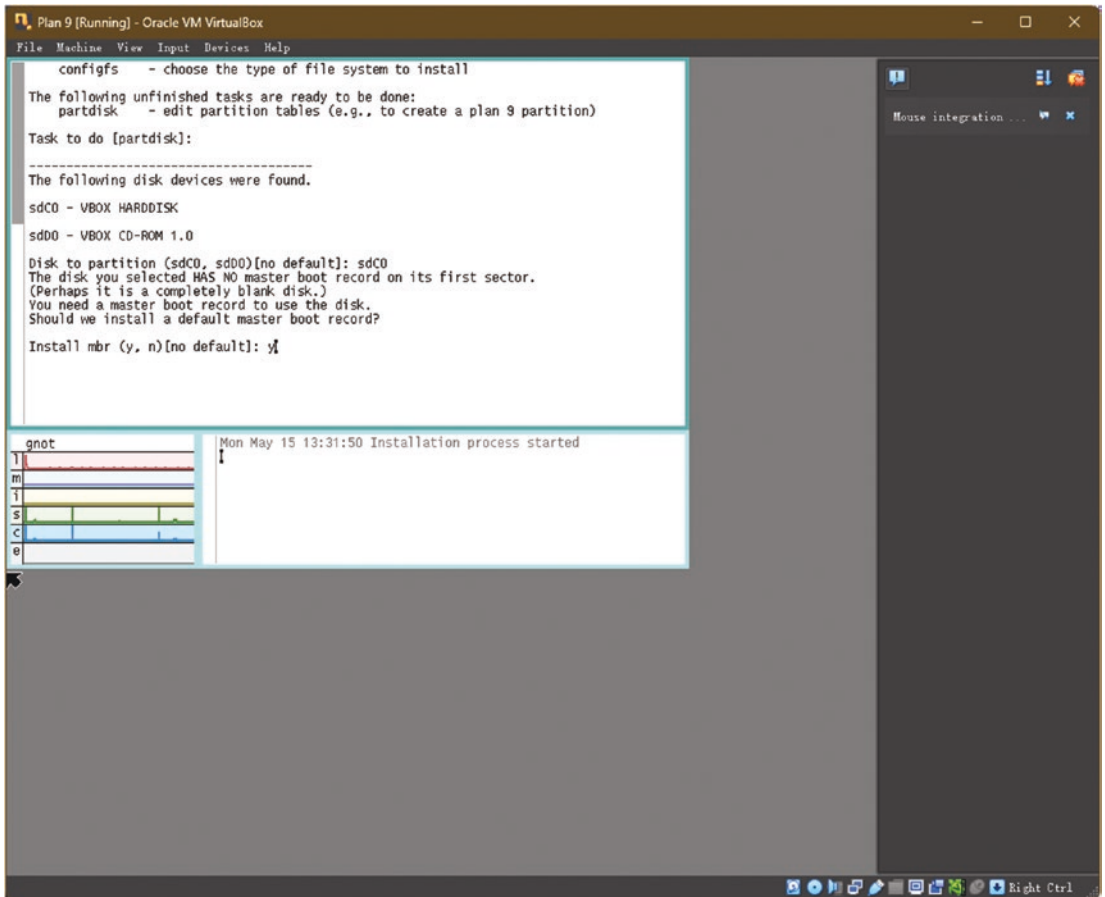 Plan 9 [Running] - Oracle VM VirtualBox
File Machine View Input Devices Help
configfs - choose the type of file system to install
The following unfinished tasks are ready to be done:
partdisk - edit partition tables (e.g., to create a plan 9 partition)
Task to do [partdisk]:
--------------------------------------
The following disk devices were found.
sdC0 - VBOX HARDDISK
sdD0 - VBOX CD-ROM 1.0
Disk to partition (sdC0, sdD0)[no default]: sdC0
The disk you selected HAS NO master boot record on its first sector.
(Perhaps it is a completely blank disk.)
You need a master boot record to use the disk.
Should we install a default master boot record?
Install mbr (y, n)[no default]: y
Mouse integration ...
gnot
l
m
i
s
c
e
Mon May 15 13:31:50 Installation process started
Right Ctrl